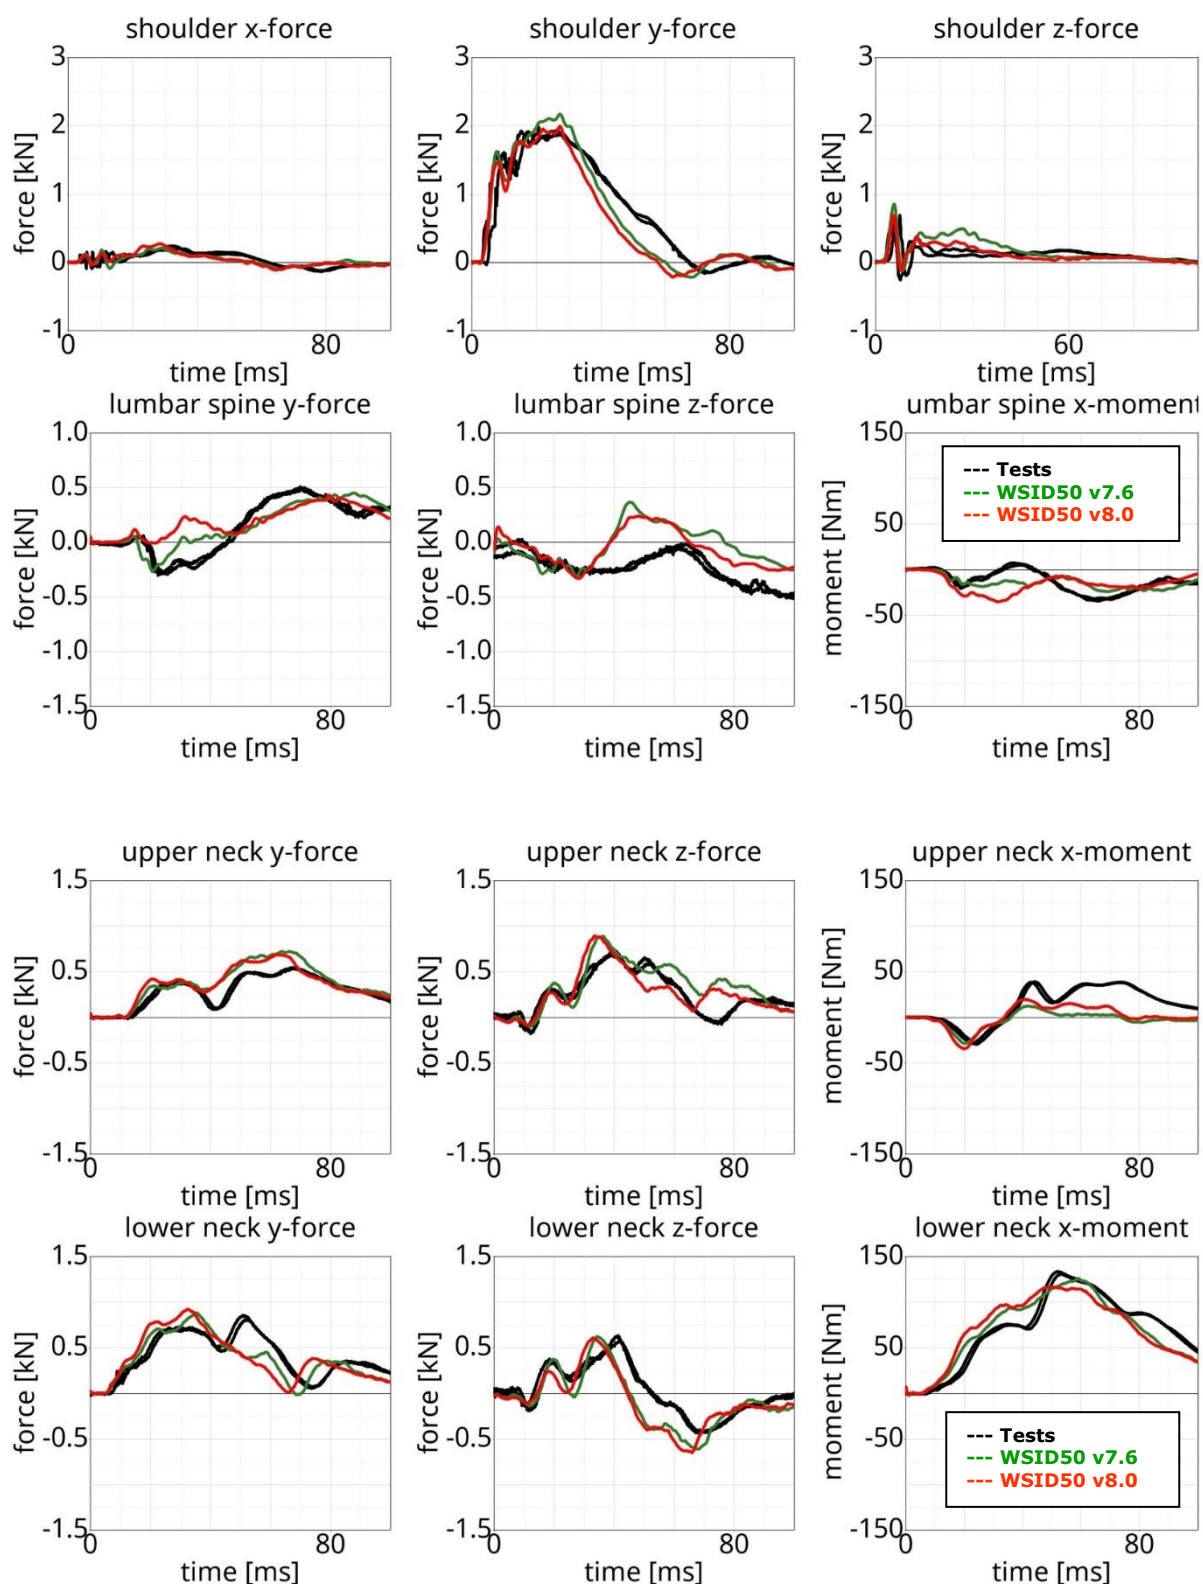 shoulder x-force
shoulder y-force
shoulder z-force
force [kN]
3
2
1
0
-1
0
80
time [ms]
force [kN]
3
2
1
0
-1
0
80
time [ms]
force [kN]
3
2
1
0
-1
0
60
time [ms]
lumbar spine y-force
lumbar spine z-force
umbar spine x-moment
force [kN]
1.0
0.5
0.0
-0.5
-1.0
-1.5
0
80
time [ms]
force [kN]
1.0
0.5
0.0
-0.5
-1.0
-1.5
0
80
time [ms]
moment [Nm]
150
50
-50
-150
0
80
time [ms]
--- Tests
--- WSID50 v7.6
--- WSID50 v8.0
upper neck y-force
upper neck z-force
upper neck x-moment
force [kN]
1.5
0.5
-0.5
-1.5
0
80
time [ms]
force [kN]
1.5
0.5
-0.5
-1.5
0
80
time [ms]
moment [Nm]
150
50
-50
-150
0
80
time [ms]
lower neck y-force
lower neck z-force
lower neck x-moment
force [kN]
1.5
0.5
-0.5
-1.5
0
80
time [ms]
force [kN]
1.5
0.5
-0.5
-1.5
0
80
time [ms]
moment [Nm]
150
50
-50
-150
0
80
time [ms]
--- Tests
--- WSID50 v7.6
--- WSID50 v8.0